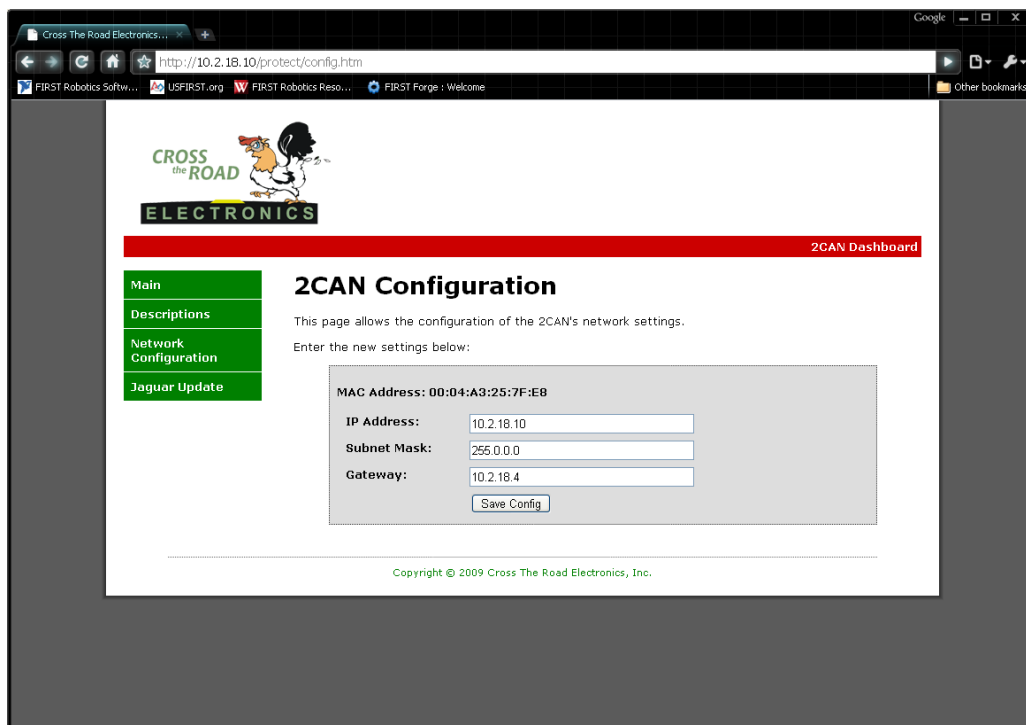 Google
Cross The Road Electronics...
http://10.2.18.10/protect/config.htm
FIRST Robotics Softw... USFIRST.org FIRST Robotics Reso... FIRST Forge : Welcome Other bookmarks
CROSS
the ROAD
ELECTRONICS
2CAN Dashboard
Main
Descriptions
Network
Configuration
Jaguar Update
2CAN Configuration
This page allows the configuration of the 2CAN's network settings.
Enter the new settings below:
MAC Address: 00:04:A3:25:7F:E8
IP Address: 10.2.18.10
Subnet Mask: 255.0.0.0
Gateway: 10.2.18.4
Save Config
Copyright © 2009 Cross The Road Electronics, Inc.